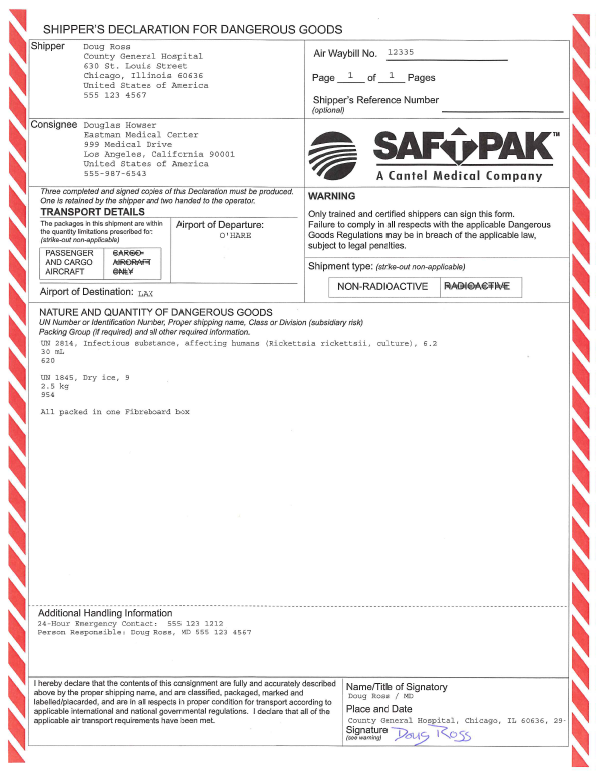 SHIPPER'S DECLARATION FOR DANGEROUS GOODS
Shipper
Doug Ross
County General Hospital
630 St. Louis Street
Chicago, Illinois 60636
United States of America
555 123 4567
Air Waybill No. 12335
Page 1 of 1 Pages
Shipper's Reference Number
(optional)
Consignee
Douglas Howser
Eastman Medical Center
999 Medical Drive
Los Angeles, California 90001
United States of America
555-987-6543
SAFTPAK™
A Cantel Medical Company
Three completed and signed copies of this Declaration must be produced.
One is retained by the shipper and two handed to the operator.
TRANSPORT DETAILS
The packages in this shipment are within
the quantity limitations prescribed for:
(strike-out non-applicable)
PASSENGER
AND CARGO
AIRCRAFT
CARGO
AIRCRAFT
ONLY
Airport of Departure:
O'HARE
Airport of Destination: LAX
WARNING
Only trained and certified shippers can sign this form.
Failure to comply in all respects with the applicable Dangerous
Goods Regulations may be in breach of the applicable law,
subject to legal penalties.
Shipment type: (strike-out non-applicable)
NON-RADIOACTIVE
RADIOACTIVE
NATURE AND QUANTITY OF DANGEROUS GOODS
UN Number or Identification Number, Proper shipping name, Class or Division (subsidiary risk)
Packing Group (if required) and all other required information.
UN 2814, Infectious substance, affecting humans (Rickettsia rickettsii, culture), 6.2
30 mL
620
UN 1845, Dry ice, 9
2.5 kg
954
All packed in one Fibreboard box
Additional Handling Information
24-Hour Emergency Contact: 555 123 1212
Person Responsible: Doug Ross, MD 555 123 4567
I hereby declare that the contents of this consignment are fully and accurately described
above by the proper shipping name, and are classified, packaged, marked and
labelled/placarded, and are in all respects in proper condition for transport according to
applicable international and national governmental regulations. I declare that all of the
applicable air transport requirements have been met.
Name/Title of Signatory
Doug Ross / MD
Place and Date
County General Hospital, Chicago, IL 60636, 29-
Signature
(see warning)
Doug Ross